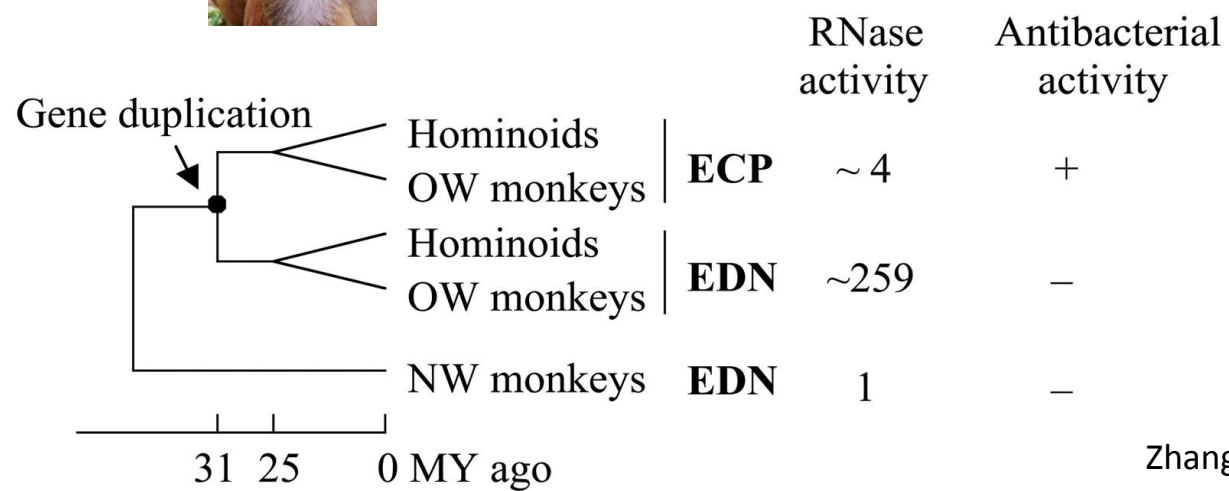 RNase activity
Antibacterial activity
Gene duplication
Hominoids
OW monkeys
ECP ~ 4 +
Hominoids
OW monkeys
EDN ~259 –
NW monkeys EDN 1 –
31 25 0 MY ago
Zhang